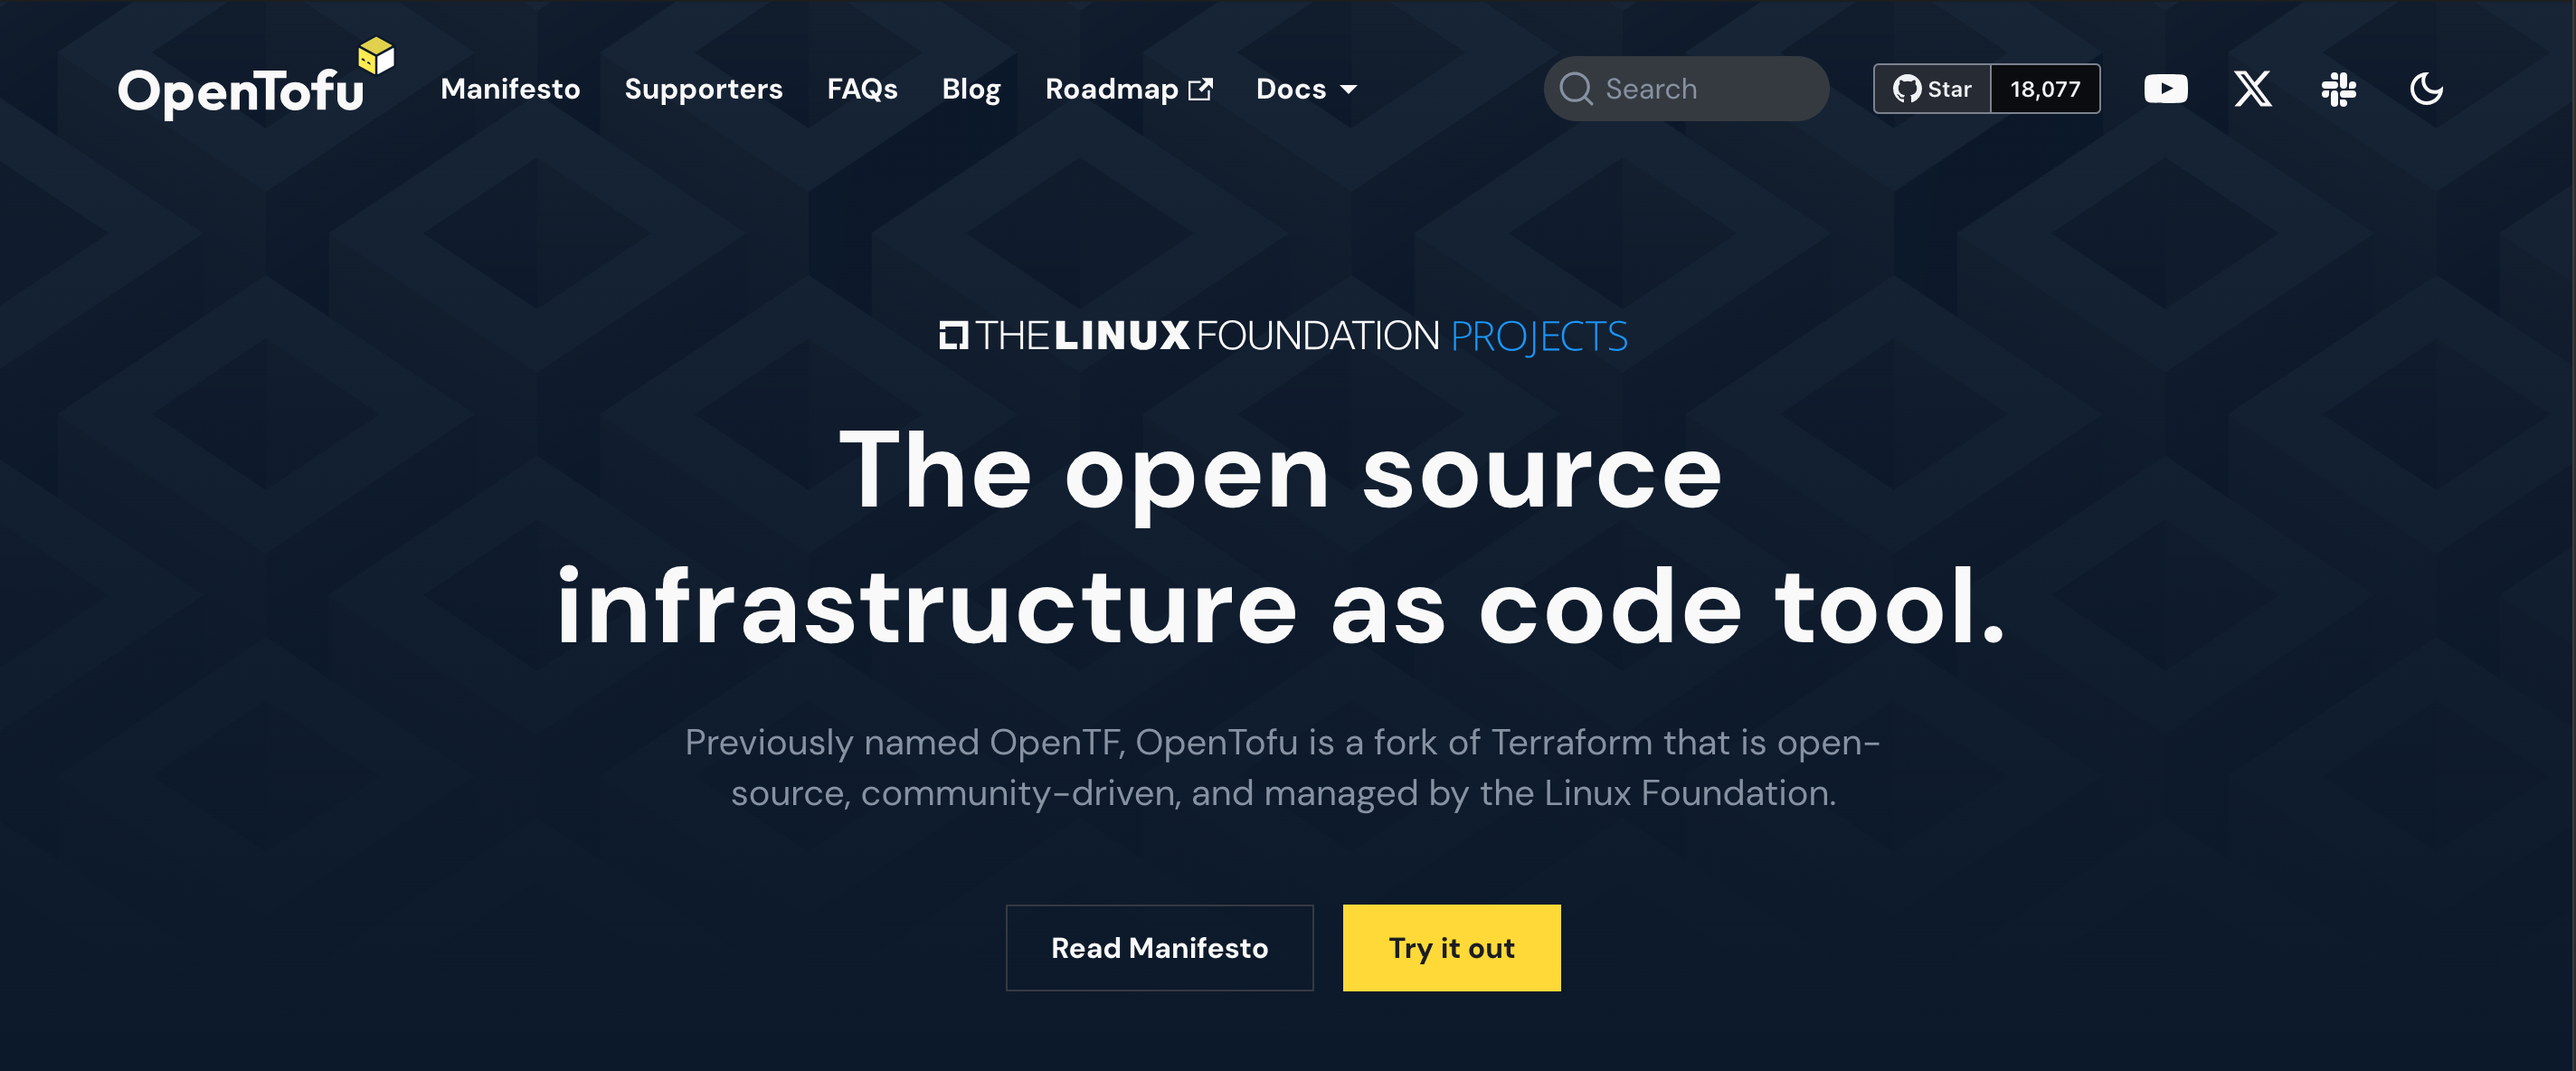 OpenTofu Manifesto Supporters FAQs Blog Roadmap Docs Search Star 18,077
THE LINUX FOUNDATION PROJECTS
The open source
infrastructure as code tool.
Previously named OpenTF, OpenTofu is a fork of Terraform that is open-
source, community-driven, and managed by the Linux Foundation.
Read Manifesto Try it out